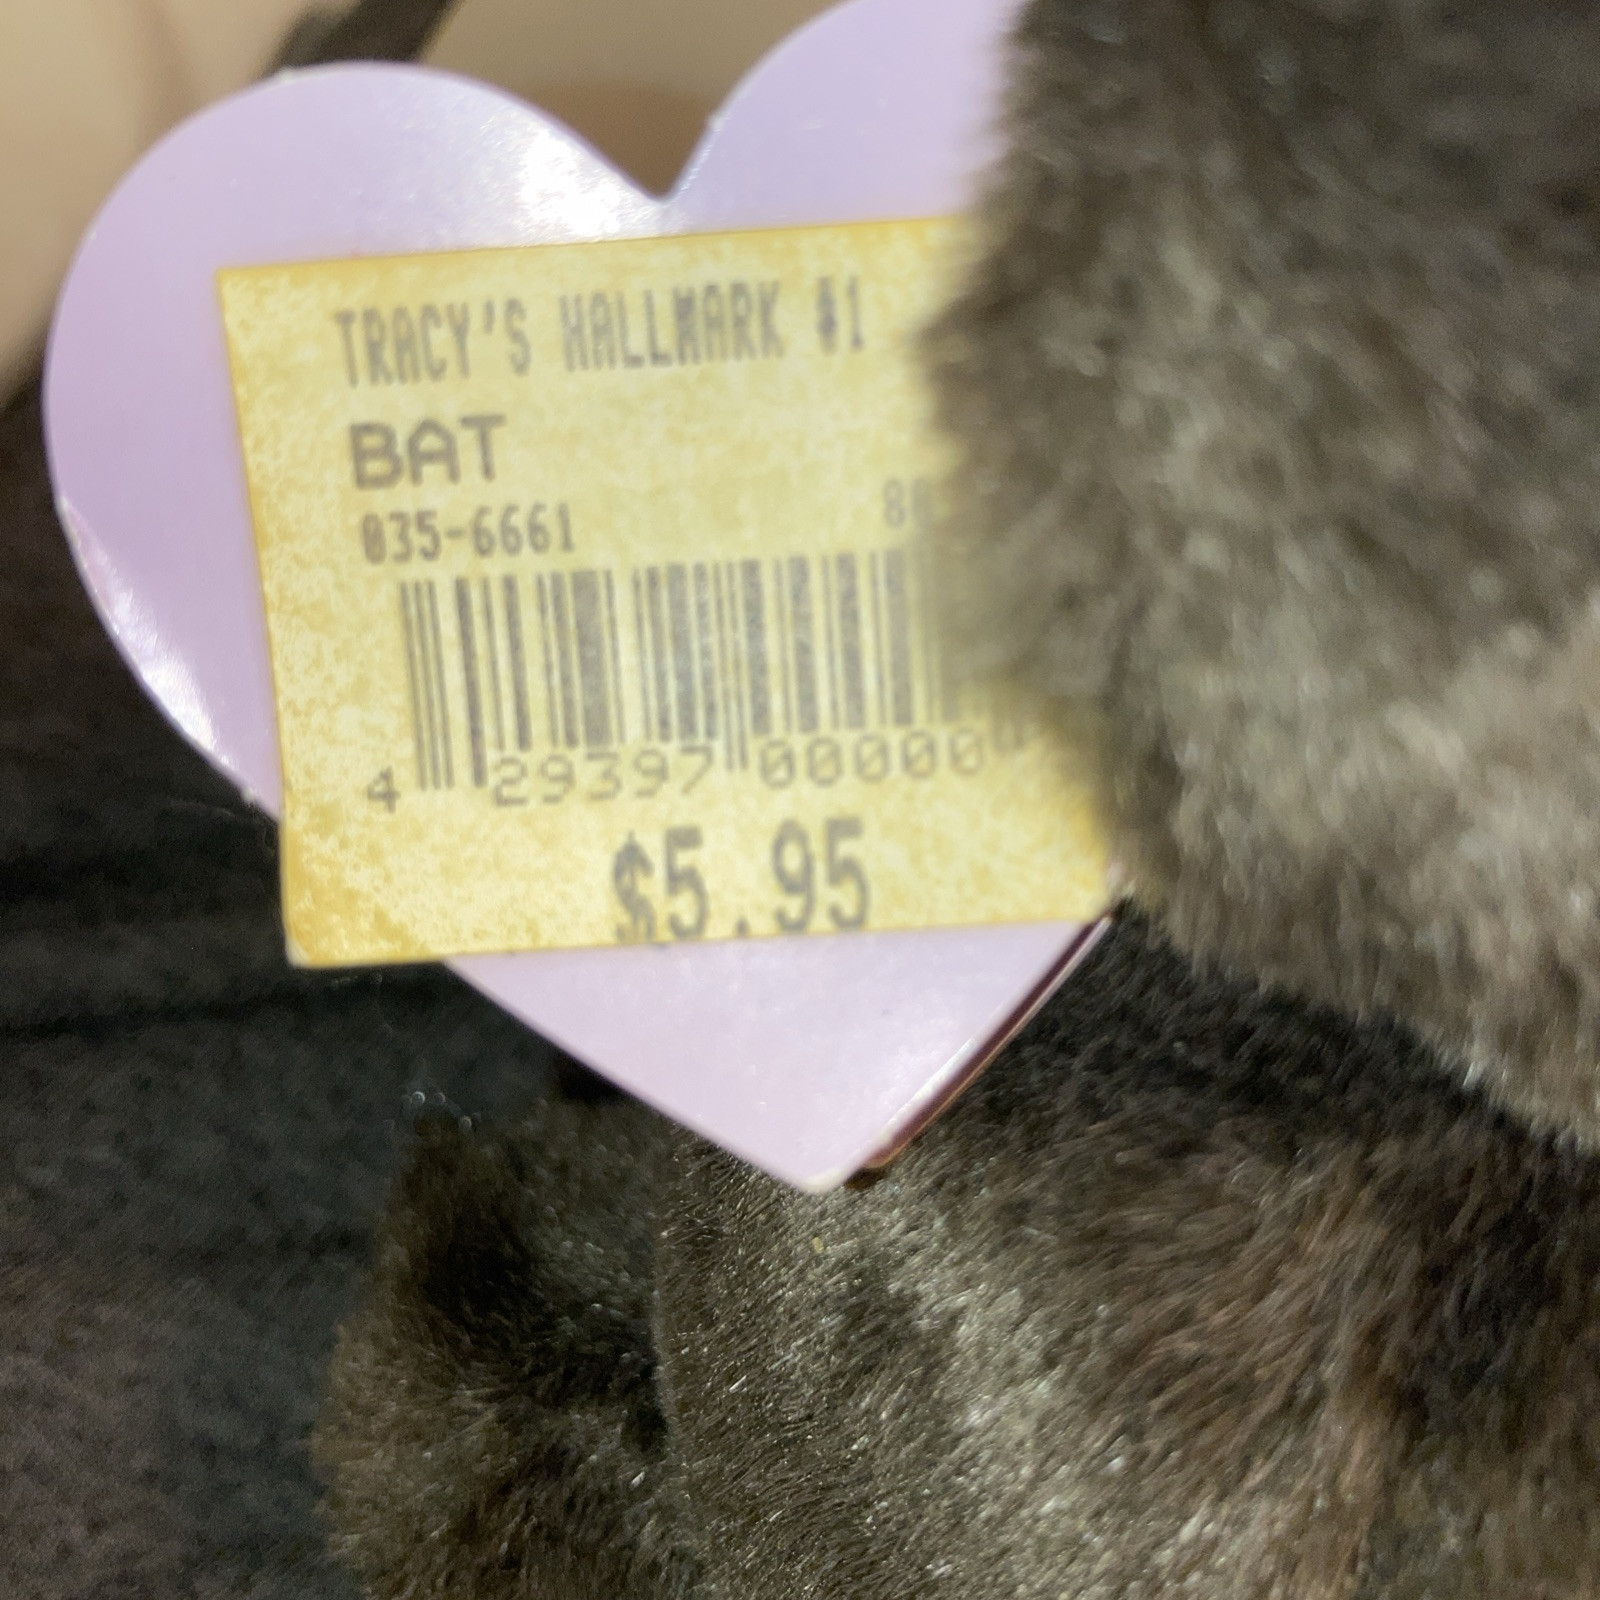 TRACY'S HALLMARK #1
BAT
035-6661
4 29397 00000
$5.95